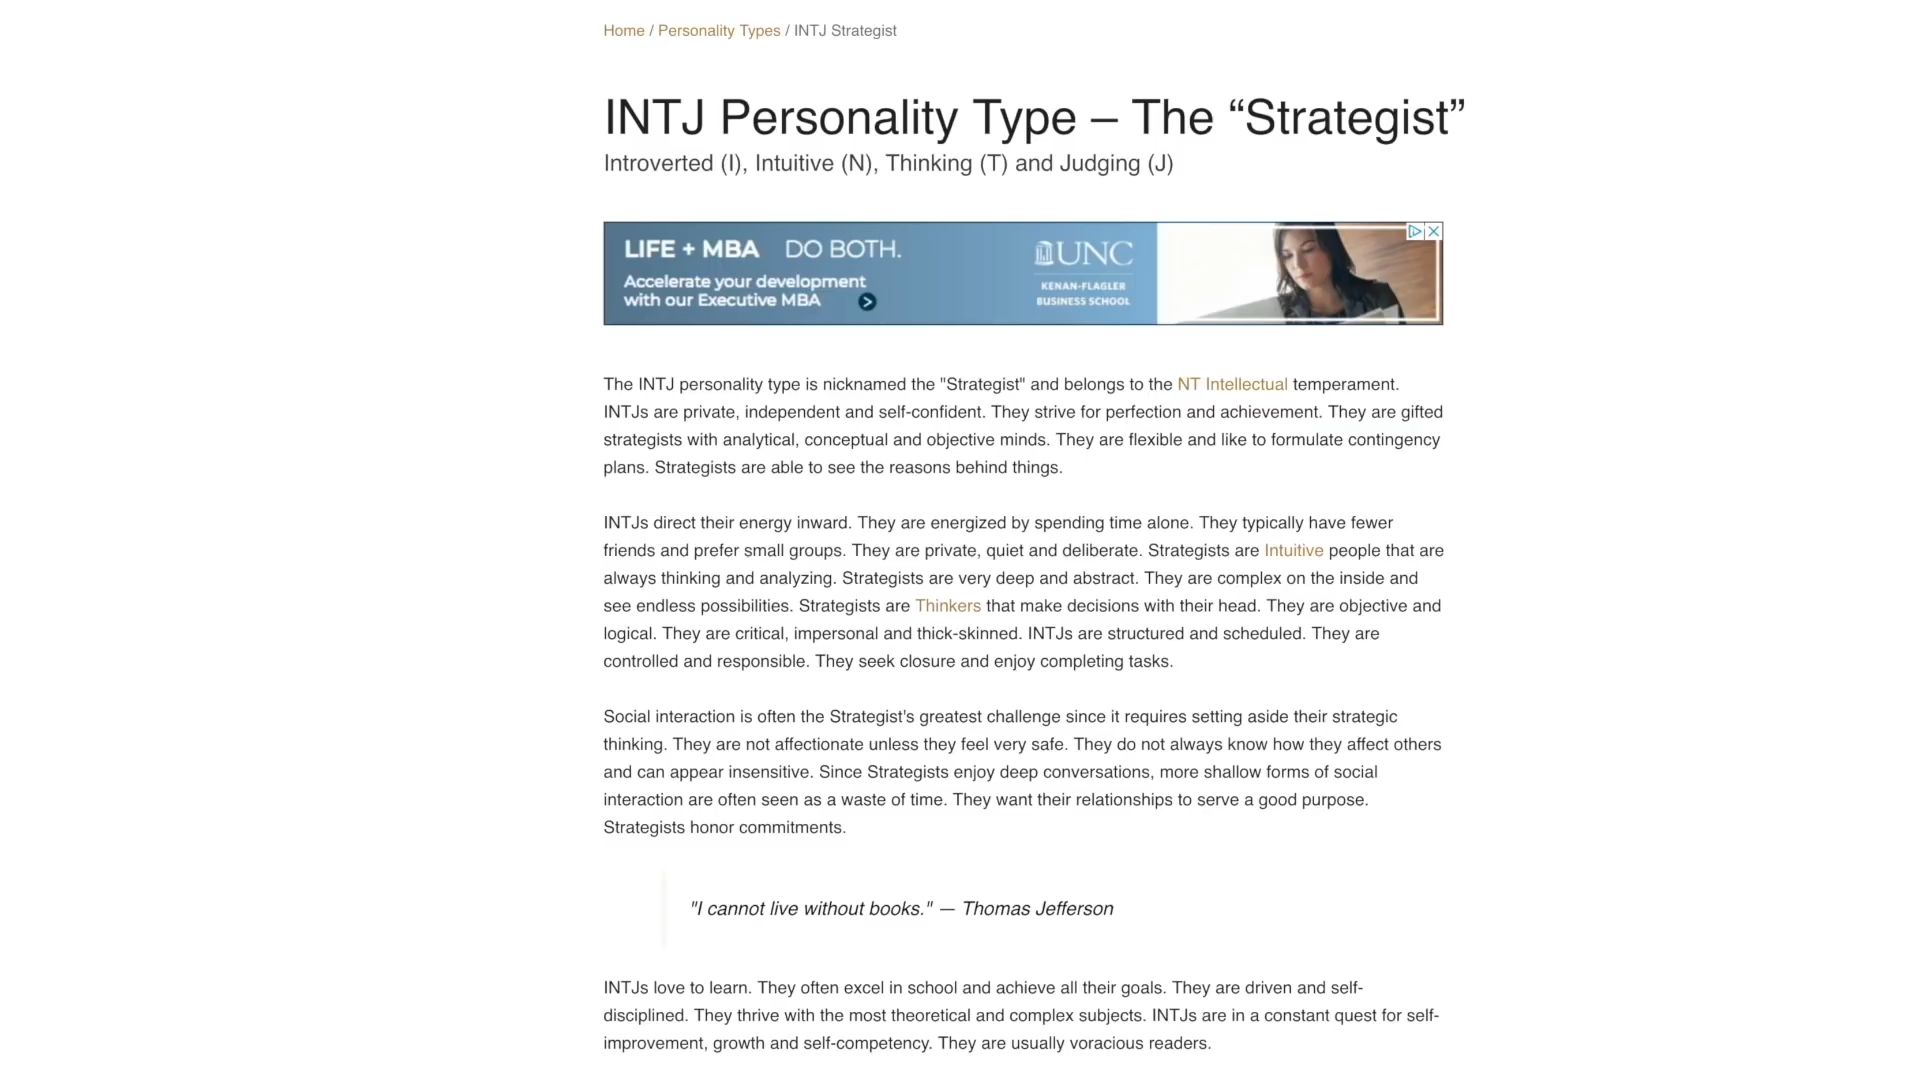 Home / Personality Types / INTJ Strategist
INTJ Personality Type – The “Strategist”
Introverted (I), Intuitive (N), Thinking (T) and Judging (J)
LIFE + MBA DO BOTH.
Accelerate your development
with our Executive MBA
UNC
KENAN-FLAGLER
BUSINESS SCHOOL
The INTJ personality type is nicknamed the "Strategist" and belongs to the NT Intellectual temperament.
INTJs are private, independent and self-confident. They strive for perfection and achievement. They are gifted
strategists with analytical, conceptual and objective minds. They are flexible and like to formulate contingency
plans. Strategists are able to see the reasons behind things.
INTJs direct their energy inward. They are energized by spending time alone. They typically have fewer
friends and prefer small groups. They are private, quiet and deliberate. Strategists are Intuitive people that are
always thinking and analyzing. Strategists are very deep and abstract. They are complex on the inside and
see endless possibilities. Strategists are Thinkers that make decisions with their head. They are objective and
logical. They are critical, impersonal and thick-skinned. INTJs are structured and scheduled. They are
controlled and responsible. They seek closure and enjoy completing tasks.
Social interaction is often the Strategist's greatest challenge since it requires setting aside their strategic
thinking. They are not affectionate unless they feel very safe. They do not always know how they affect others
and can appear insensitive. Since Strategists enjoy deep conversations, more shallow forms of social
interaction are often seen as a waste of time. They want their relationships to serve a good purpose.
Strategists honor commitments.
"I cannot live without books." — Thomas Jefferson
INTJs love to learn. They often excel in school and achieve all their goals. They are driven and self-
disciplined. They thrive with the most theoretical and complex subjects. INTJs are in a constant quest for self-
improvement, growth and self-competency. They are usually voracious readers.